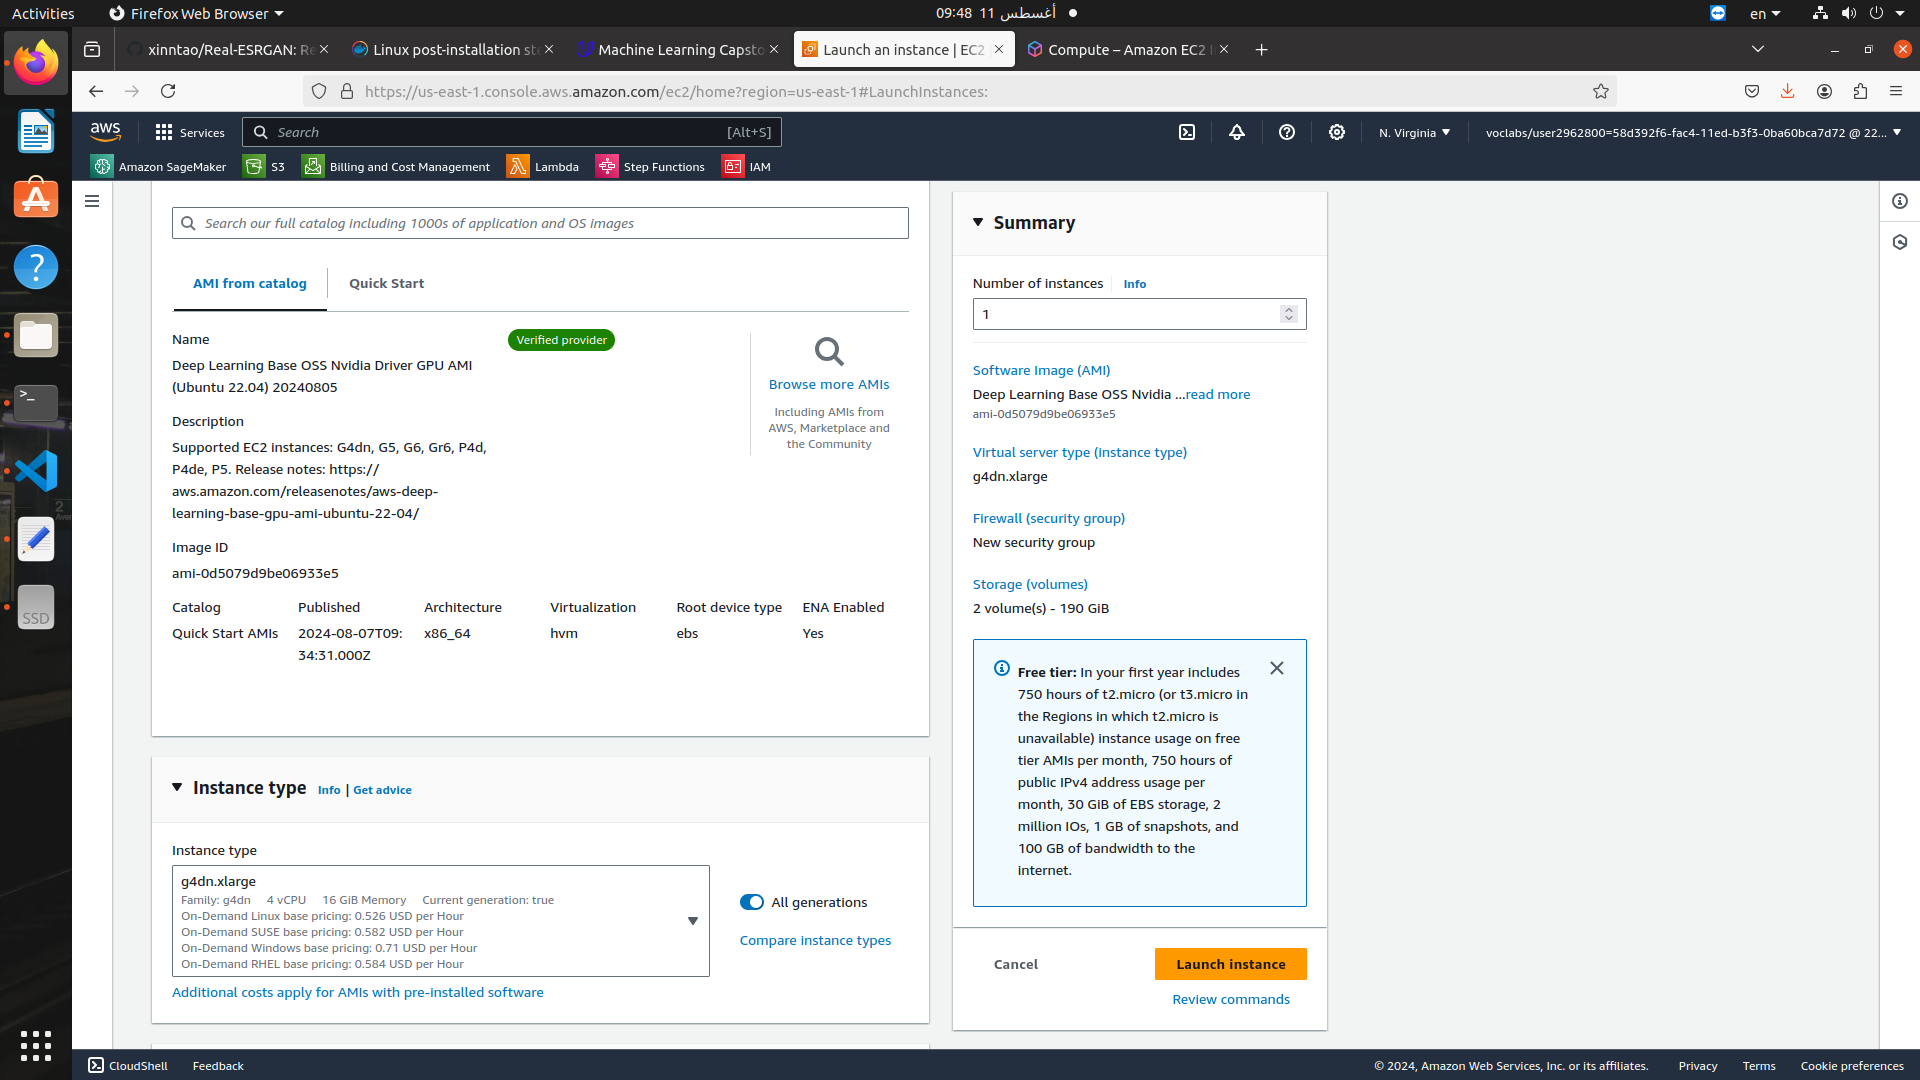 Activities
Firefox Web Browser
09:48 11 أغسطس
en
xinntao/Real-ESRGAN: Re
Linux post-installation ste
Machine Learning Capsto
Launch an instance | EC2
Compute – Amazon EC2 I
https://us-east-1.console.aws.amazon.com/ec2/home?region=us-east-1#LaunchInstances:
aws
Services
Search
[Alt+S]
N. Virginia
voclabs/user2962800=58d392f6-fac4-11ed-b3f3-0ba60bca7d72 @ 22...
Amazon SageMaker
S3
Billing and Cost Management
Lambda
Step Functions
IAM
Search our full catalog including 1000s of application and OS images
AMI from catalog
Quick Start
Name
Verified provider
Deep Learning Base OSS Nvidia Driver GPU AMI
(Ubuntu 22.04) 20240805
Browse more AMIs
Including AMIs from
AWS, Marketplace and
the Community
Description
Supported EC2 instances: G4dn, G5, G6, Gr6, P4d,
P4de, P5. Release notes: https://
aws.amazon.com/releasenotes/aws-deep-
learning-base-gpu-ami-ubuntu-22-04/
Image ID
ami-0d5079d9be06933e5
Catalog Published Architecture Virtualization Root device type ENA Enabled
Quick Start AMIs 2024-08-07T09: x86_64 hvm ebs Yes
34:31.000Z
Instance type Info | Get advice
Instance type
g4dn.xlarge
Family: g4dn 4 vCPU 16 GiB Memory Current generation: true
On-Demand Linux base pricing: 0.526 USD per Hour
On-Demand SUSE base pricing: 0.582 USD per Hour
On-Demand Windows base pricing: 0.71 USD per Hour
On-Demand RHEL base pricing: 0.584 USD per Hour
All generations
Compare instance types
Additional costs apply for AMIs with pre-installed software
Summary
Number of instances Info
1
Software Image (AMI)
Deep Learning Base OSS Nvidia ...read more
ami-0d5079d9be06933e5
Virtual server type (instance type)
g4dn.xlarge
Firewall (security group)
New security group
Storage (volumes)
2 volume(s) - 190 GiB
Free tier: In your first year includes
750 hours of t2.micro (or t3.micro in
the Regions in which t2.micro is
unavailable) instance usage on free
tier AMIs per month, 750 hours of
public IPv4 address usage per
month, 30 GiB of EBS storage, 2
million IOs, 1 GB of snapshots, and
100 GB of bandwidth to the
internet.
Cancel
Launch instance
Review commands
SSD
CloudShell
Feedback
© 2024, Amazon Web Services, Inc. or its affiliates.
Privacy
Terms
Cookie preferences